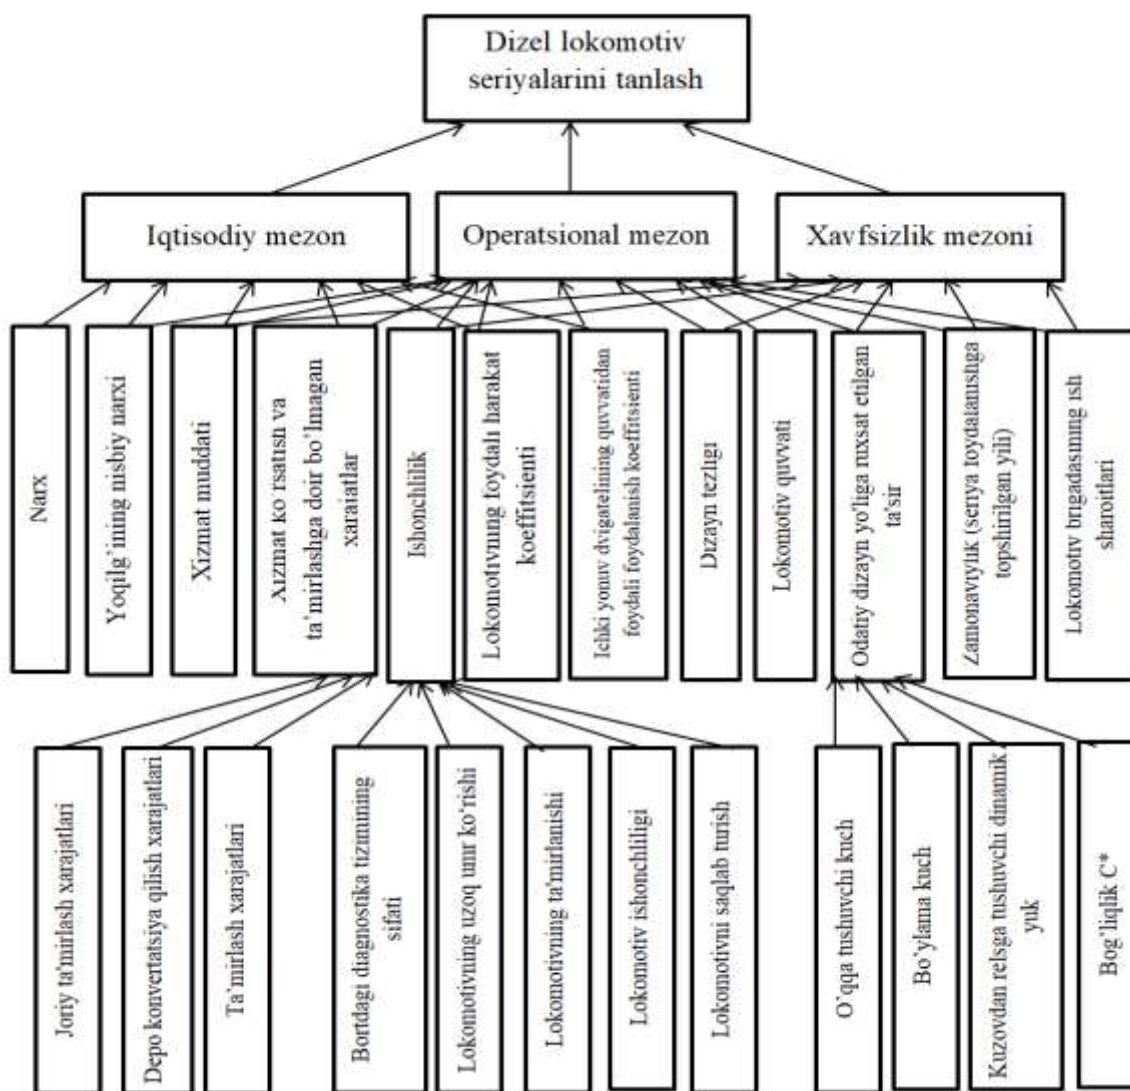 Dizel lokomotiv
seriyalarini tanlash
Iqtisodiy mezon
Operatsional mezon
Xavfsizlik mezoni
Narx
Yoqilg'ining nisbiy narxi
Xizmat muddati
Xizmat ko'rsatish va
ta'mirlashga doir bo'lmagan
xarajatlar
Ishonchlilik
Lokomotivning foydali harakat
koeffitsienti
Ichki yonuv dvigatelining quvvatidan
foydali foydalanish koeffitsienti
Dizayn tezligi
Lokomotiv quvvati
Odatiy dizayn yo'liga ruxsat etilgan
ta'sir
Zamonaviylik (seriya foydalanishga
topshirilgan yili)
Lokomotiv brigadasining ish
sharoitlari
Joriy ta'mirlash xarajatlari
Depo konvertatsiya qilish xarajatlari
Ta'mirlash xarajatlari
Bortdagi diagnostika tizimining
sifati
Lokomotivning uzoq umr ko'rishi
Lokomotivning ta'mirlanishi
Lokomotiv ishonchliligi
Lokomotivni saqlab turish
O'qqa tushuvchi kuch
Bo'ylama kuch
Kuzovdan relsga tushuvchi dinamik
yuk
Bog'liqlik C*